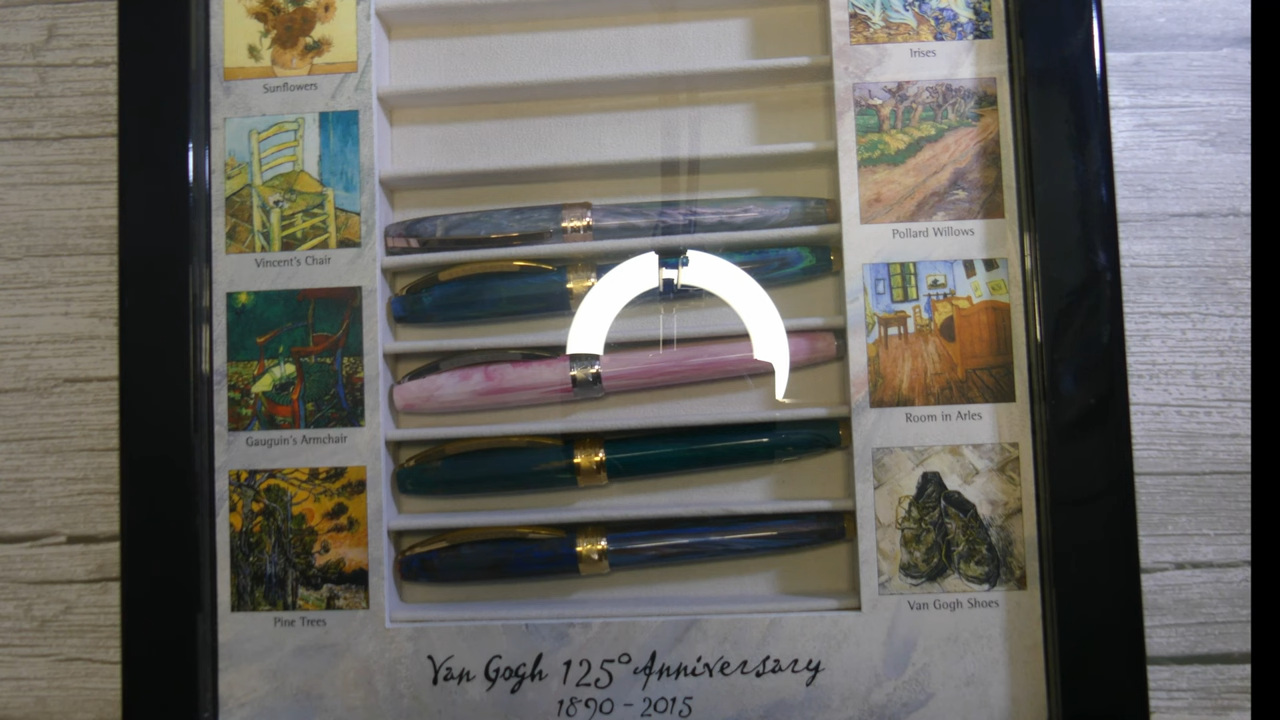 Sunflowers
Vincent's Chair
Gauguin's Armchair
Pine Trees
Irises
Pollard Willows
Room in Arles
Van Gogh Shoes
Van Gogh 125° Anniversary
1890 - 2015